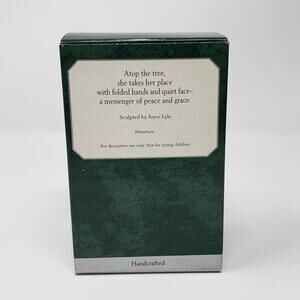 Atop the tree,
she takes her place
with folded hands and quiet face—
a messenger of peace and grace.
Sculpted by Joyce Lyle
Miniature
For decorative use only. Not for young children.
Handcrafted